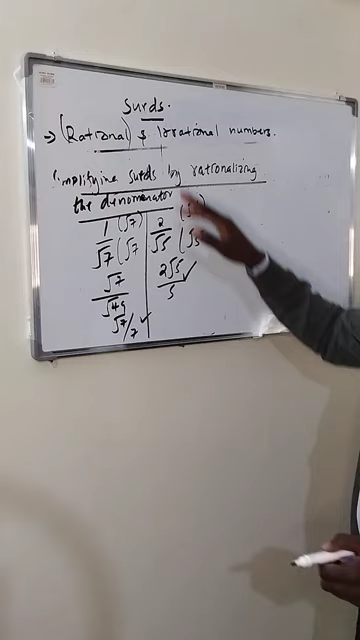 Surds.
→ (Rational) & Irrational numbers.
Simplifying surds by rationalizing
the denominator
1 (√7)
√7 (√7
√7
√49
√7/7 ✓
2 (√
√5 (√5
2√5 ✓
5